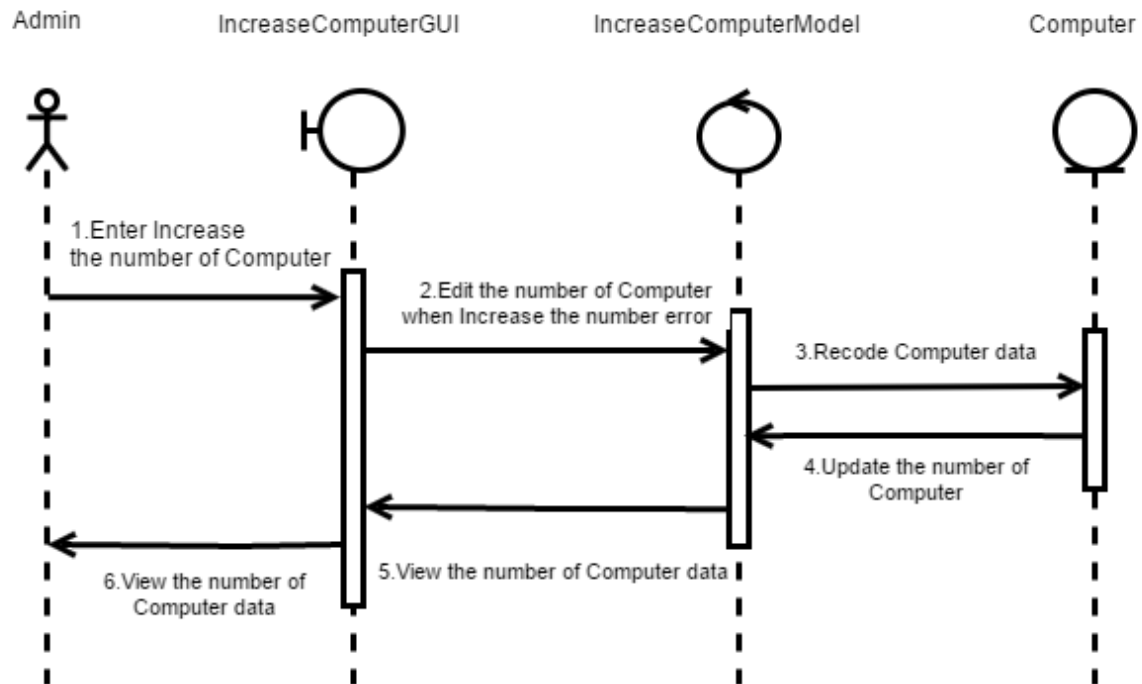 Admin
IncreaseComputerGUI
IncreaseComputerModel
Computer
1.Enter Increase
the number of Computer
2.Edit the number of Computer
when Increase the number error
3.Recode Computer data
4.Update the number of
Computer
5.View the number of Computer data
6.View the number of
Computer data